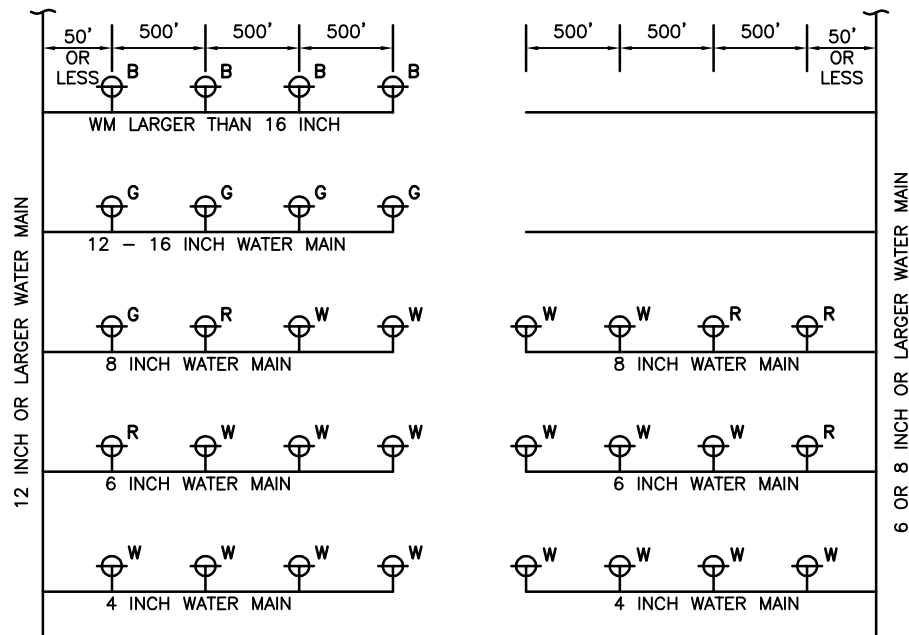 50' 500' 500' 500' 500' 500' 500' 50'
OR OR
LESS LESS
B B B B
WM LARGER THAN 16 INCH
G G G G
12 – 16 INCH WATER MAIN
G R W W W W R R
8 INCH WATER MAIN 8 INCH WATER MAIN
R W W W W W W R
6 INCH WATER MAIN 6 INCH WATER MAIN
W W W W W W W W
4 INCH WATER MAIN 4 INCH WATER MAIN
12 INCH OR LARGER WATER MAIN
6 OR 8 INCH OR LARGER WATER MAIN